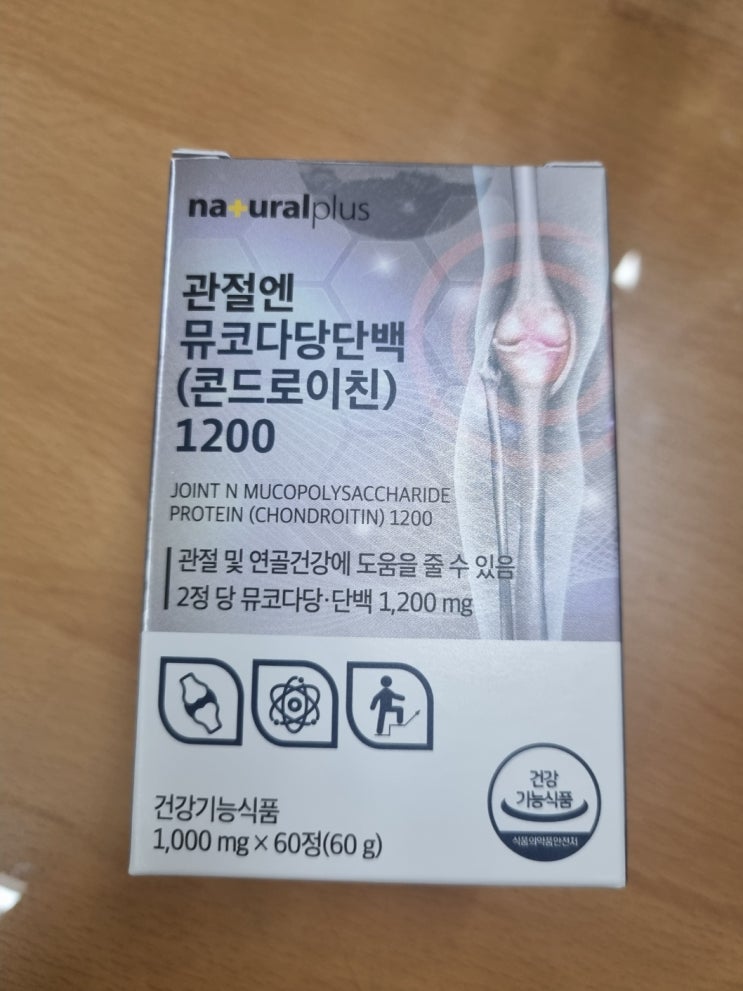 na+uralplus
관절엔
뮤코다당단백
(콘드로이친)
1200
JOINT N MUCOPOLYSACCHARIDE
PROTEIN (CHONDROITIN) 1200
관절 및 연골건강에 도움을 줄 수 있음
2정 당 뮤코다당·단백 1,200 mg
건강기능식품
1,000 mg × 60정(60 g)
건강
기능식품
식품의약품안전처